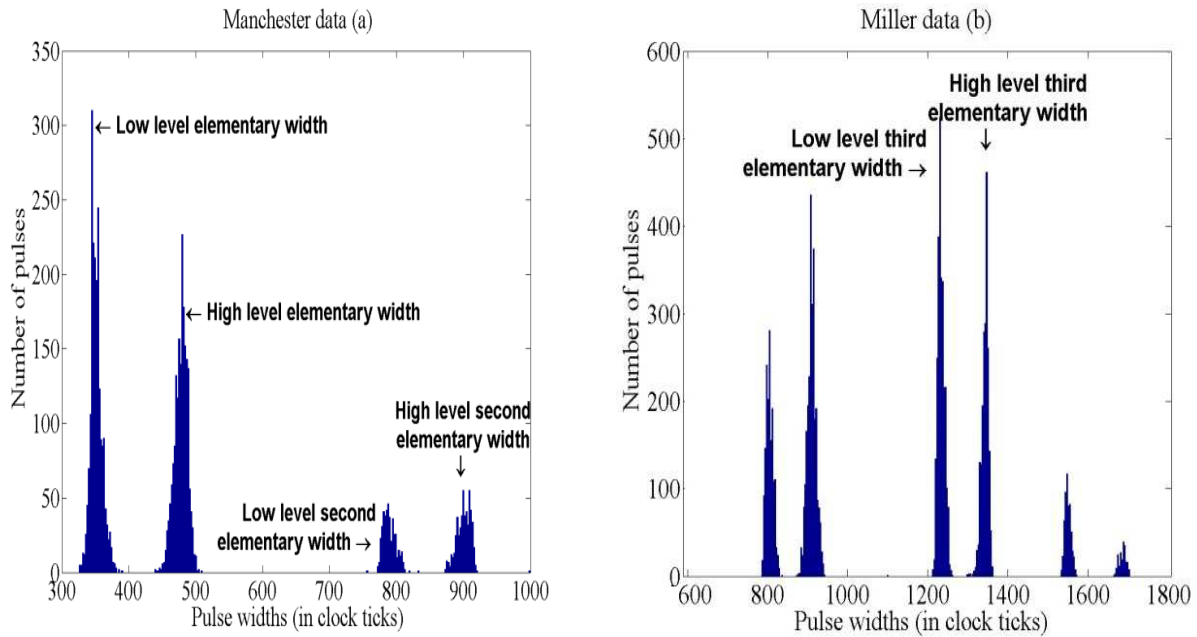 Manchester data (a)
350
300
250
200
150
100
50
0
Number of pulses
← Low level elementary width
← High level elementary width
High level second
elementary width
↓
Low level second
elementary width →
300 400 500 600 700 800 900 1000
Pulse widths (in clock ticks)
Miller data (b)
600
500
400
300
200
100
0
Number of pulses
High level third
elementary width
↓
Low level third
elementary width →
600 800 1000 1200 1400 1600 1800
Pulse widths (in clock ticks)